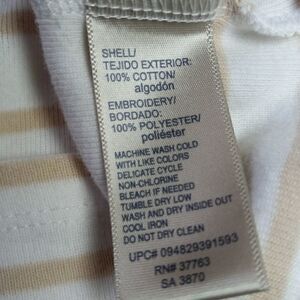 SHELL/
TEJIDO EXTERIOR:
100% COTTON/
algodón
EMBROIDERY/
BORDADO:
100% POLYESTER/
poliéster
MACHINE WASH COLD
WITH LIKE COLORS
DELICATE CYCLE
NON-CHLORINE
BLEACH IF NEEDED
TUMBLE DRY LOW
WASH AND DRY INSIDE OUT
COOL IRON
DO NOT DRY CLEAN
UPC# 094829391593
RN# 37763
SA 3870